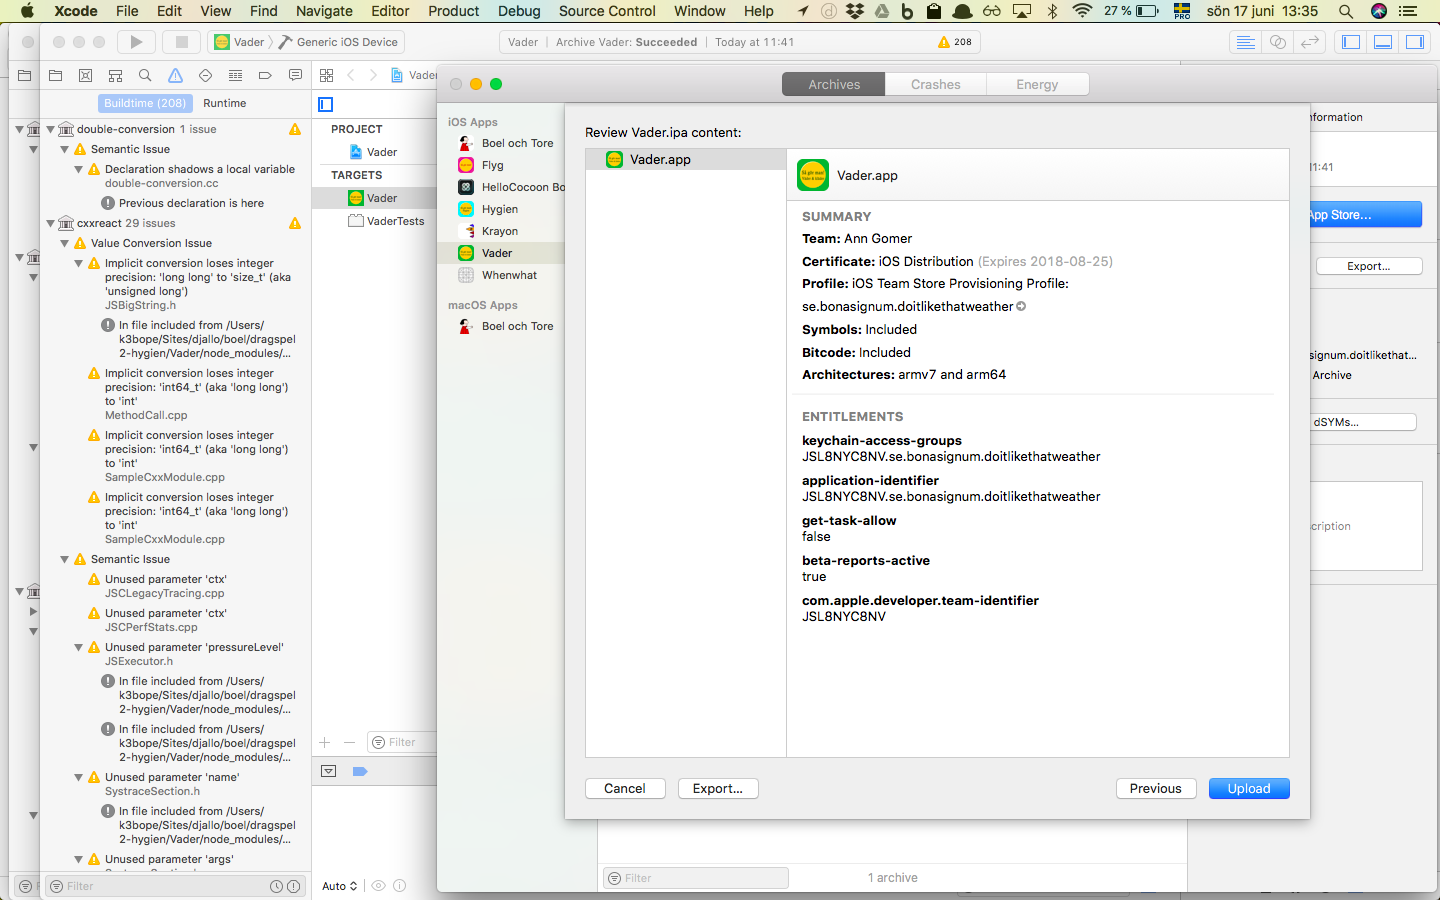 Xcode File Edit View Find Navigate Editor Product Debug Source Control Window Help 27 % PRO sön 17 juni 13:35
Vader Generic iOS Device
Vader | Archive Vader: Succeeded | Today at 11:41 208
Buildtime (208) Runtime
double-conversion 1 issue
Semantic Issue
Declaration shadows a local variable
double-conversion.cc
Previous declaration is here
cxxreact 29 issues
Value Conversion Issue
Implicit conversion loses integer
precision: 'long long' to 'size_t' (aka
'unsigned long')
JSBigString.h
In file included from /Users/
k3bope/Sites/djallo/boel/dragspel
2-hygien/Vader/node_modules/...
Implicit conversion loses integer
precision: 'int64_t' (aka 'long long')
to 'int'
MethodCall.cpp
Implicit conversion loses integer
precision: 'int64_t' (aka 'long long')
to 'int'
SampleCxxModule.cpp
Implicit conversion loses integer
precision: 'int64_t' (aka 'long long')
to 'int'
SampleCxxModule.cpp
Semantic Issue
Unused parameter 'ctx'
JSCLegacyTracing.cpp
Unused parameter 'ctx'
JSCPerfStats.cpp
Unused parameter 'pressureLevel'
JSExecutor.h
In file included from /Users/
k3bope/Sites/djallo/boel/dragspel
2-hygien/Vader/node_modules/...
In file included from /Users/
k3bope/Sites/djallo/boel/dragspel
2-hygien/Vader/node_modules/...
Unused parameter 'name'
SystraceSection.h
In file included from /Users/
k3bope/Sites/djallo/boel/dragspel
2-hygien/Vader/node_modules/...
Unused parameter 'args'
Filter
Vader
PROJECT
Vader
TARGETS
Vader
VaderTests
Filter
Auto
Archives Crashes Energy
iOS Apps
Boel och Tore
Flyg
HelloCocoon Bo
Hygien
Krayon
Vader
Whenwhat
macOS Apps
Boel och Tore
Review Vader.ipa content:
Vader.app
Vader.app
SUMMARY
Team: Ann Gomer
Certificate: iOS Distribution (Expires 2018-08-25)
Profile: iOS Team Store Provisioning Profile:
se.bonasignum.doitlikethatweather
Symbols: Included
Bitcode: Included
Architectures: armv7 and arm64
ENTITLEMENTS
keychain-access-groups
JSL8NYC8NV.se.bonasignum.doitlikethatweather
application-identifier
JSL8NYC8NV.se.bonasignum.doitlikethatweather
get-task-allow
false
beta-reports-active
true
com.apple.developer.team-identifier
JSL8NYC8NV
Cancel Export... Previous Upload
Filter
1 archive
nformation
11:41
App Store...
Export...
signum.doitlikethat...
Archive
dSYMs...
scription